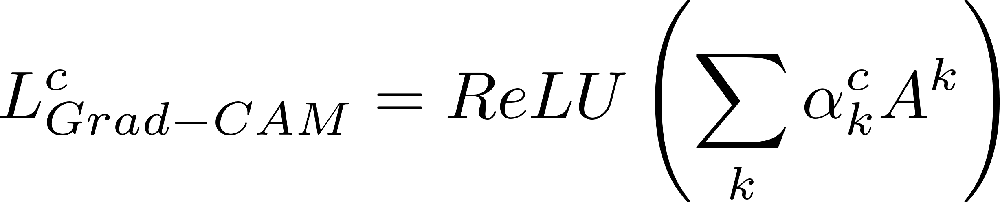 L^c_{Grad-CAM} = ReLU \left( \sum_k \alpha^c_k A^k \right)